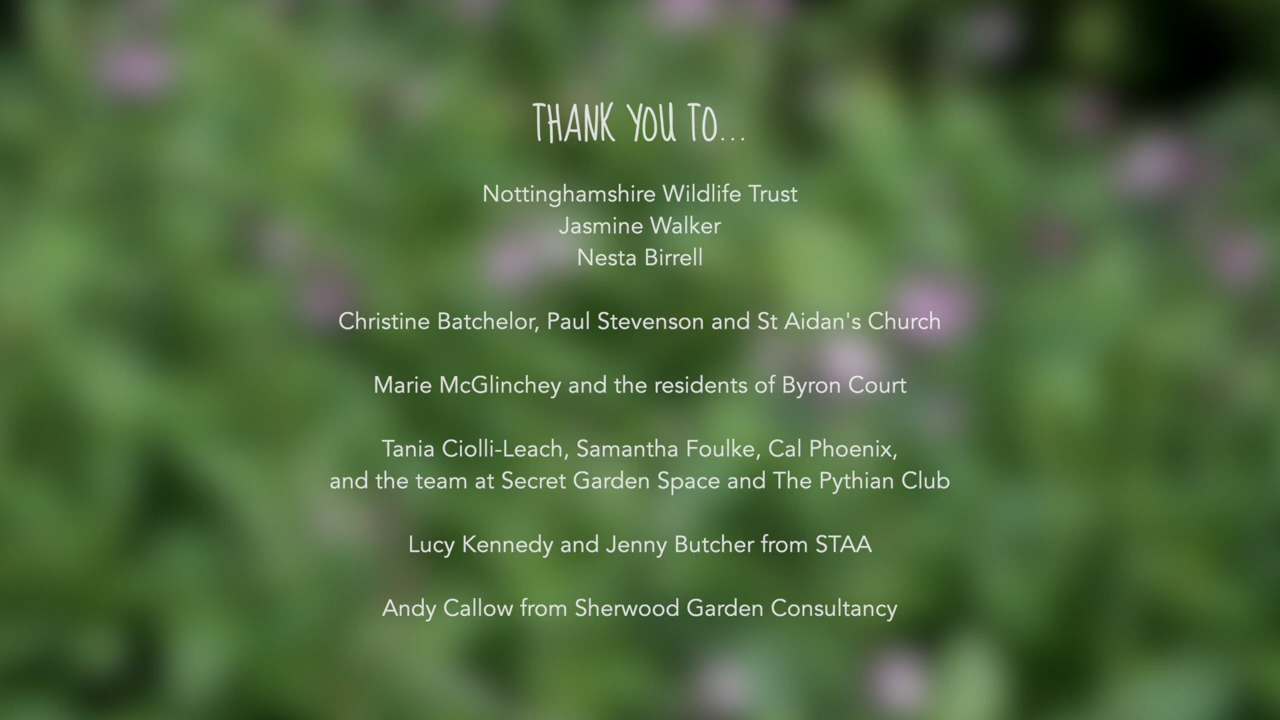 THANK YOU TO...
Nottinghamshire Wildlife Trust
Jasmine Walker
Nesta Birrell
Christine Batchelor, Paul Stevenson and St Aidan's Church
Marie McGlinchey and the residents of Byron Court
Tania Ciolli-Leach, Samantha Foulke, Cal Phoenix,
and the team at Secret Garden Space and The Pythian Club
Lucy Kennedy and Jenny Butcher from STAA
Andy Callow from Sherwood Garden Consultancy